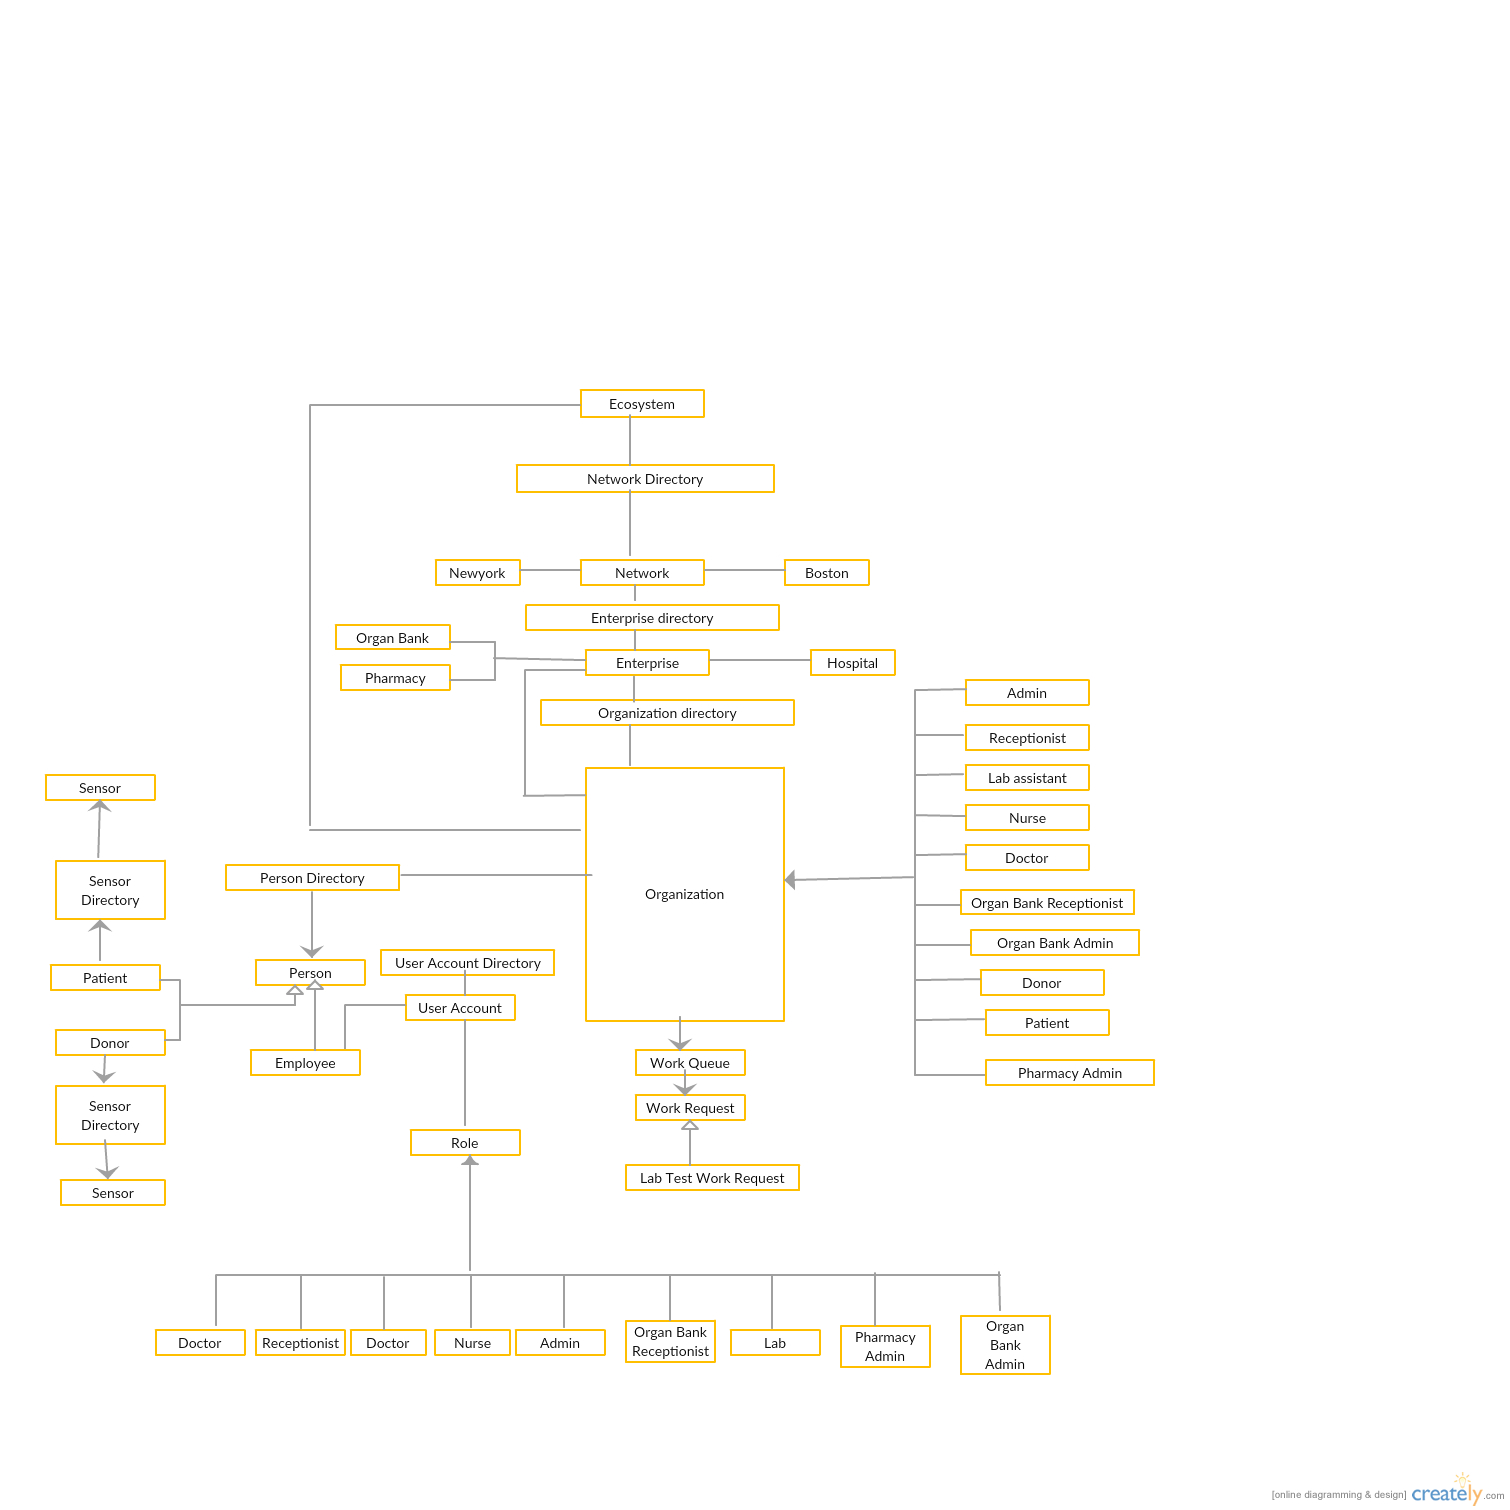 Ecosystem
Network Directory
Newyork
Network
Boston
Enterprise directory
Organ Bank
Enterprise
Hospital
Pharmacy
Organization directory
Admin
Receptionist
Lab assistant
Nurse
Doctor
Organ Bank Receptionist
Organ Bank Admin
Donor
Patient
Pharmacy Admin
Organization
Sensor
Sensor
Directory
Patient
Donor
Sensor
Directory
Sensor
Person Directory
Person
User Account Directory
User Account
Employee
Work Queue
Work Request
Lab Test Work Request
Role
Doctor
Receptionist
Doctor
Nurse
Admin
Organ Bank
Receptionist
Lab
Pharmacy
Admin
Organ
Bank
Admin
[online diagramming & design] creately.com